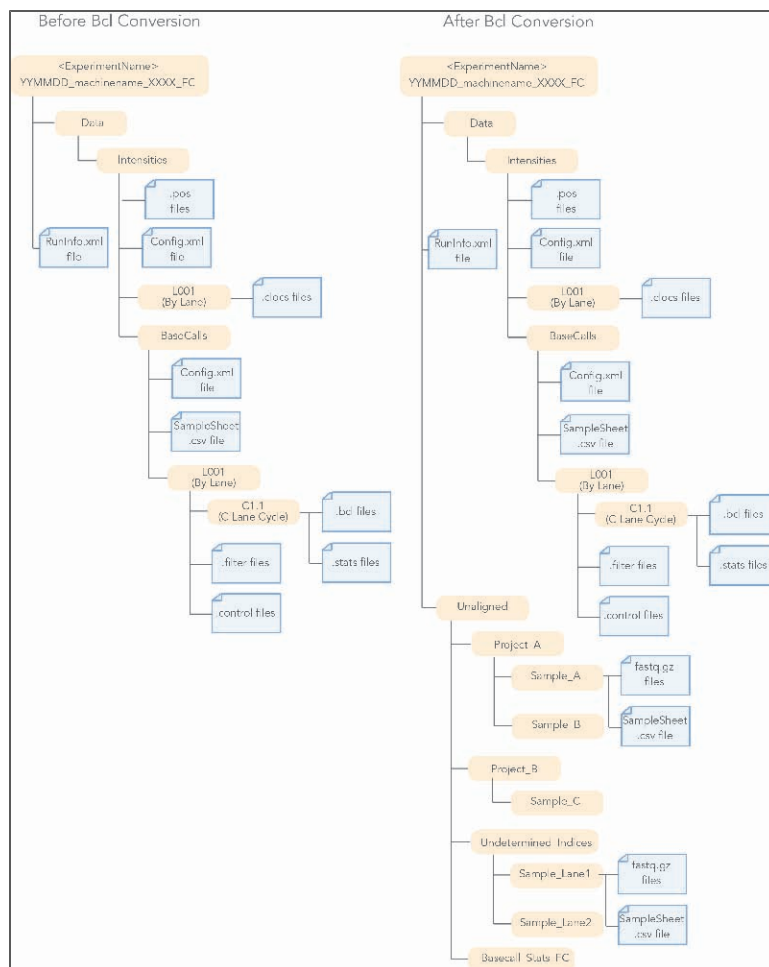 Before Bcl Conversion
<ExperimentName>
YYMMDD_machinename_XXXX_FC
Data
Intensities
.pos
files
RunInfo.xml
file
Config.xml
file
L001
(By Lane)
.clocs files
BaseCalls
Config.xml
file
SampleSheet
.csv file
L001
(By Lane)
C1.1
(C Lane Cycle)
.bcl files
.filter files
.stats files
.control files
After Bcl Conversion
<ExperimentName>
YYMMDD_machinename_XXXX_FC
Data
Intensities
.pos
files
RunInfo.xml
file
Config.xml
file
L001
(By Lane)
.clocs files
BaseCalls
Config.xml
file
SampleSheet
.csv file
L001
(By Lane)
C1.1
(C Lane Cycle)
.bcl files
.filter files
.stats files
.control files
Unaligned
Project_A
Sample_A
fastq.gz
files
Sample_B
SampleSheet
.csv file
Project_B
Sample_C
Undetermined_Indices
Sample_Lane1
fastq.gz
files
Sample_Lane2
SampleSheet
.csv file
Basecall_Stats_FC